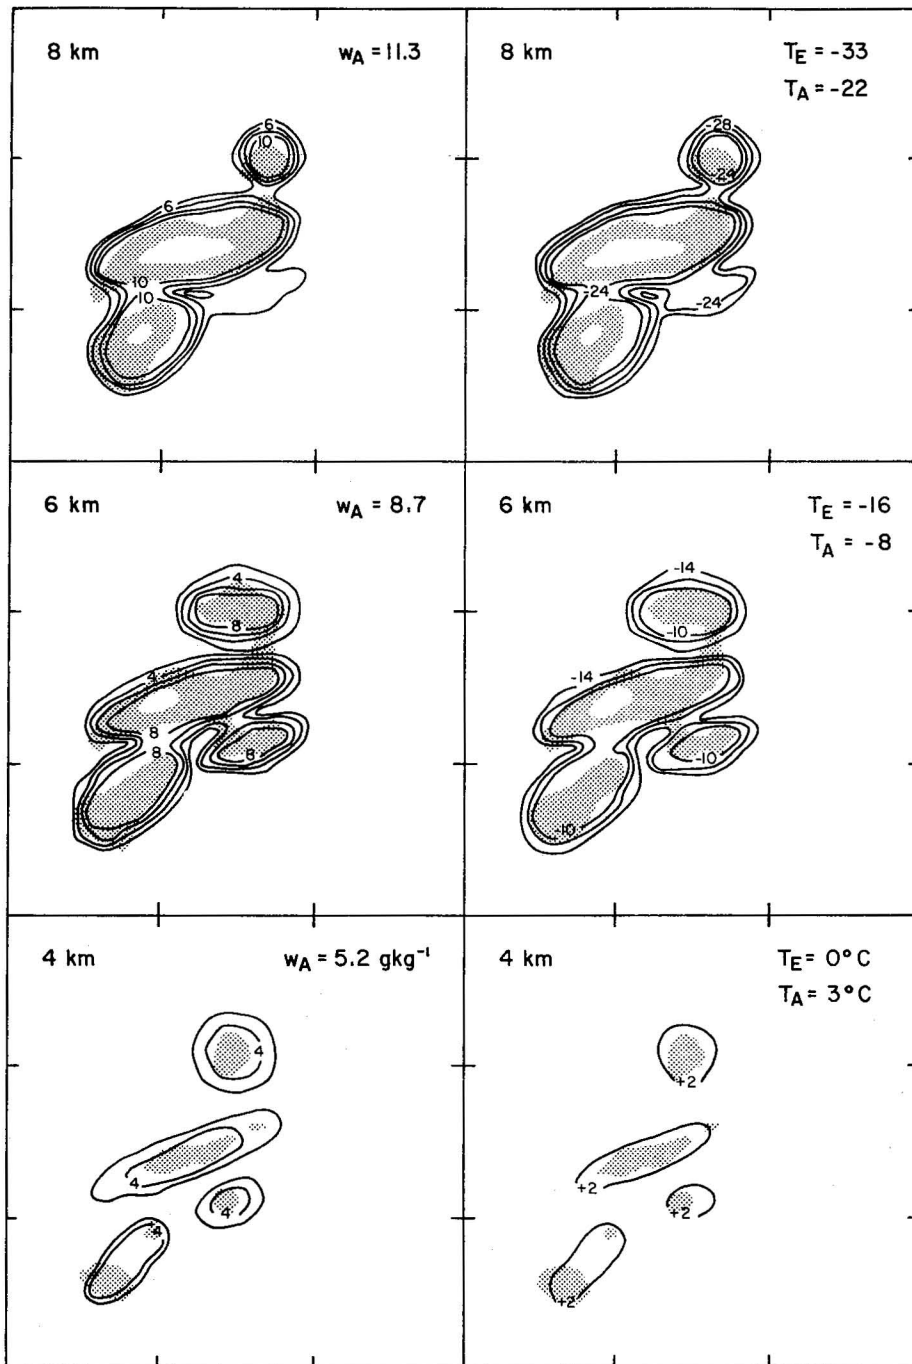 8 km
w_A = 11.3
6
10
6
10
10
8 km
T_E = -33
T_A = -22
-28
-24
-24
-24
6 km
w_A = 8.7
4
8
4
8
8
8
6 km
T_E = -16
T_A = -8
-14
-10
-14
-10
-10
4 km
w_A = 5.2 gkg⁻¹
4
4
4
4
4 km
T_E = 0°C
T_A = 3°C
+2
+2
+2
+2